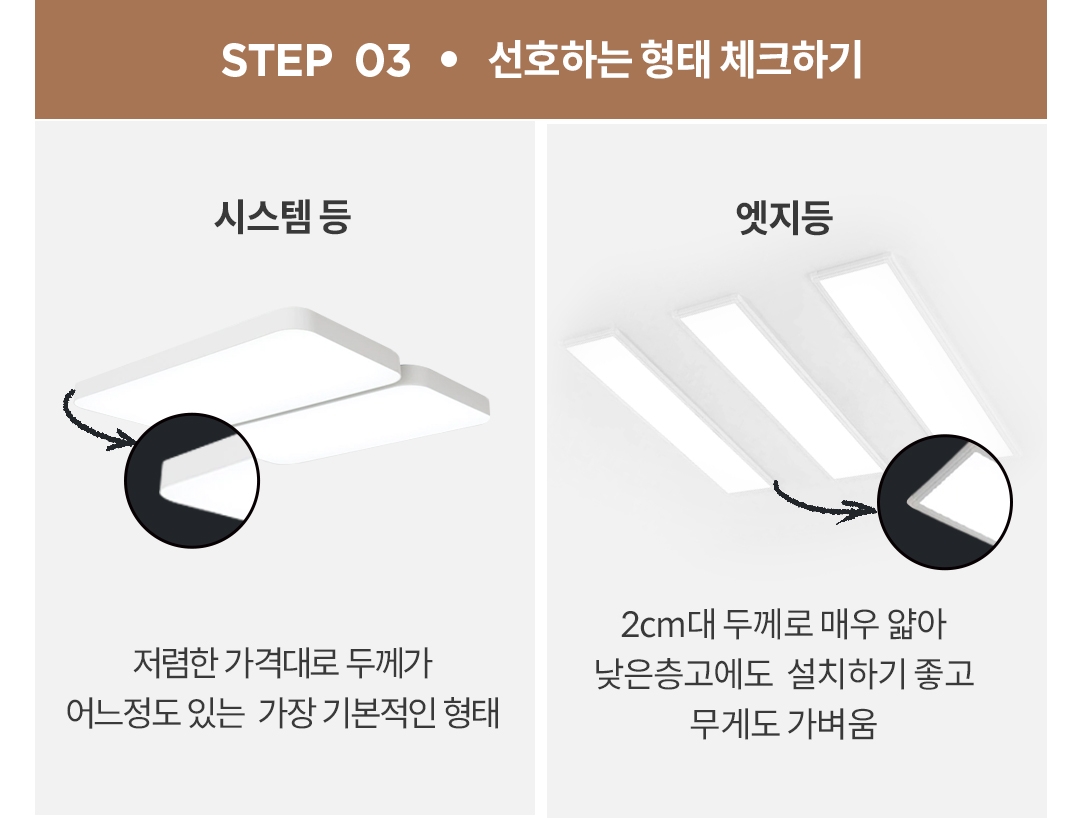 STEP 03 • 선호하는 형태 체크하기
시스템 등
저렴한 가격대로 두께가
어느정도 있는 가장 기본적인 형태
엣지등
2cm대 두께로 매우 얇아
낮은층고에도 설치하기 좋고
무게도 가벼움